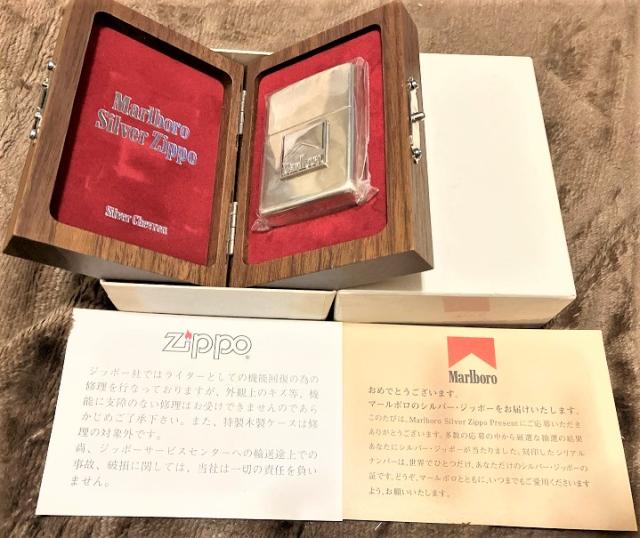 Marlboro
Silver Zippo
Silver Chevron
Marlboro
Zippo
ジッポー社ではライターとしての機能回復の為の
修理を行なっておりますが、外観上のキズ等、機
能に支障のない修理はお受けできませんのであら
かじめご了承下さい。また、特製木製ケースは修
理の対象外です。
尚、ジッポーサービスセンターへの輸送途上での
事故、破損に関しては、当社は一切の責任を負い
ません。
Marlboro
おめでとうございます。
マールボロのシルバー・ジッポーをお届けいたします。
このたびは、Marlboro Silver Zippo Presentにご応募いただき
ありがとうございます。多数の応募の中から厳選な抽選の結果
あなたにシルバー・ジッポーが当たりました。刻印したシリアル
ナンバーは、世界でひとつだけ、あなただけのシルバー・ジッポーの
証です。どうぞ、マールボロとともに、いつまでもご愛用くださいます
よう、お願いいたします。